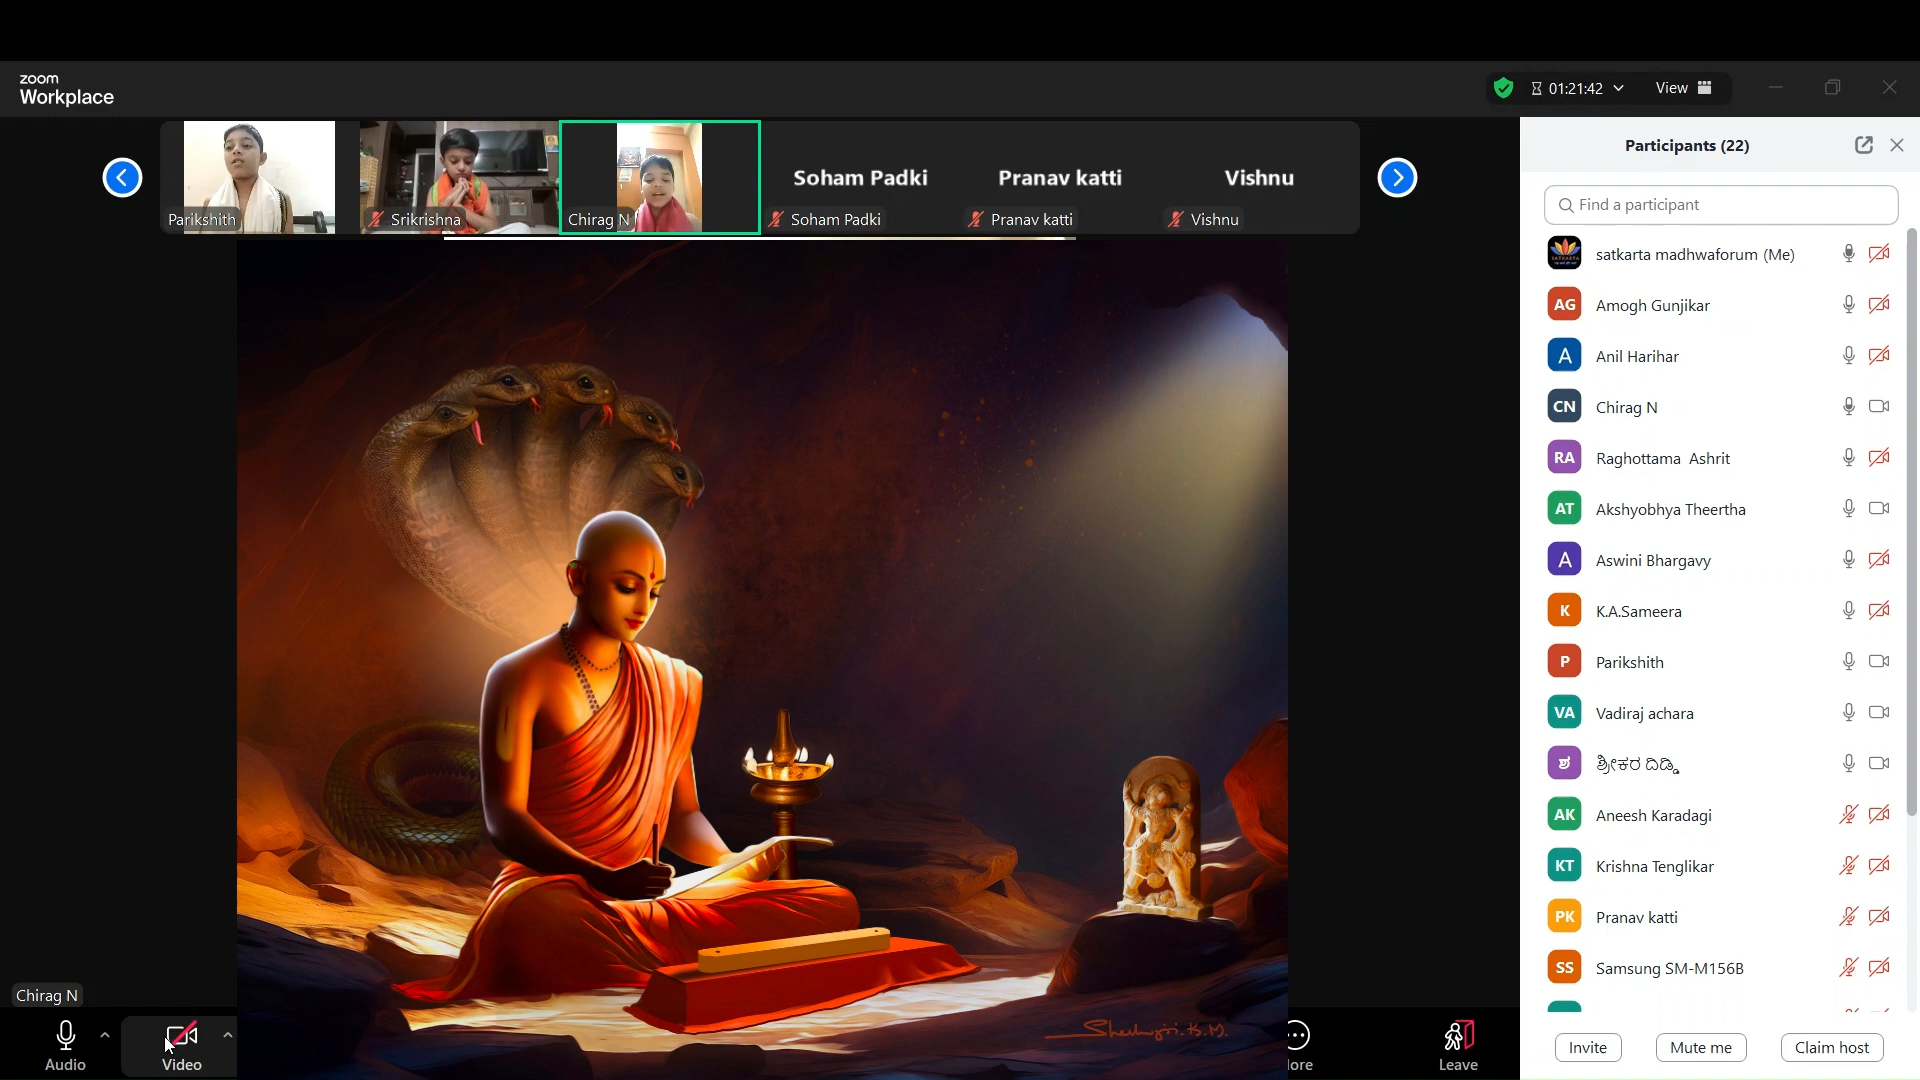 zoom
Workplace
01:21:42
View
Parikshith
Srikrishna
Chirag N
Soham Padki
Soham Padki
Pranav katti
Pranav katti
Vishnu
Vishnu
Participants (22)
Find a participant
satkarta madhwaforum (Me)
AG Amogh Gunjikar
A Anil Harihar
CN Chirag N
RA Raghottama Ashrit
AT Akshyobhya Theertha
A Aswini Bhargavy
K K.A.Sameera
P Parikshith
VA Vadiraj achara
ಶ ಶ್ರೀಕರ ದಿಡ್ಡಿ
AK Aneesh Karadagi
KT Krishna Tenglikar
PK Pranav katti
SS Samsung SM-M156B
Chirag N
Audio
Video
Leave
Invite
Mute me
Claim host